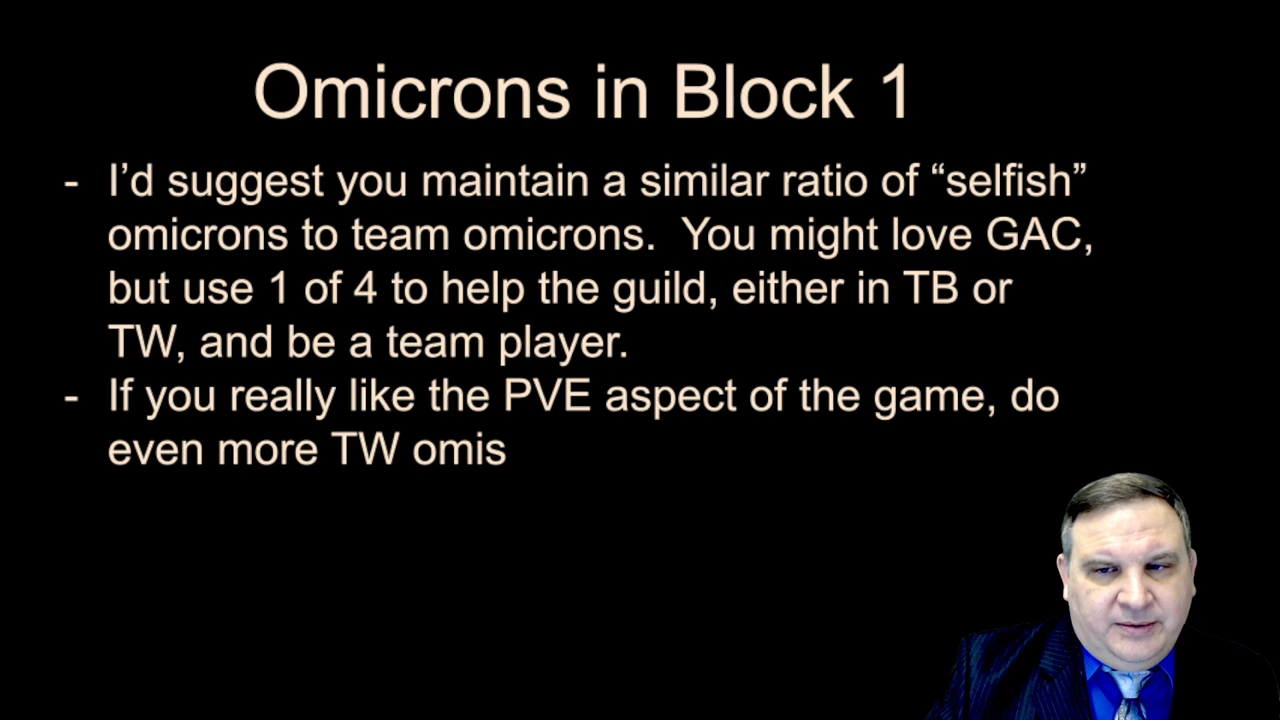 Omicrons in Block 1
- I’d suggest you maintain a similar ratio of “selfish”
omicrons to team omicrons.  You might love GAC,
but use 1 of 4 to help the guild, either in TB or
TW, and be a team player.
- If you really like the PVE aspect of the game, do
even more TW omis